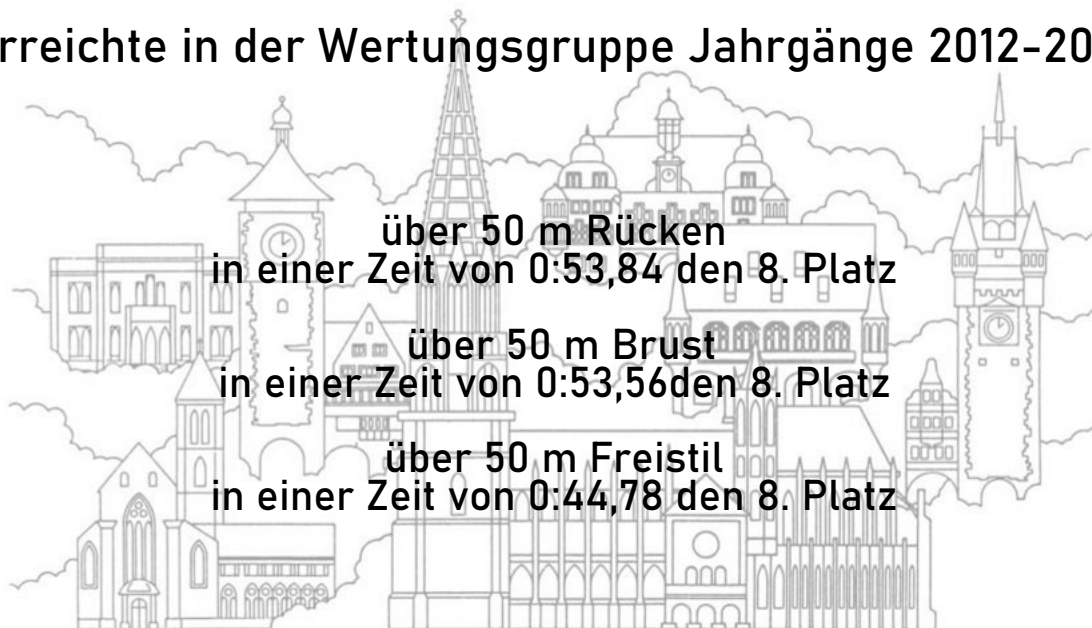 rreichte in der Wertungsgruppe Jahrgänge 2012-20
über 50 m Rücken
in einer Zeit von 0:53,84 den 8. Platz
über 50 m Brust
in einer Zeit von 0:53,56den 8. Platz
über 50 m Freistil
in einer Zeit von 0:44,78 den 8. Platz